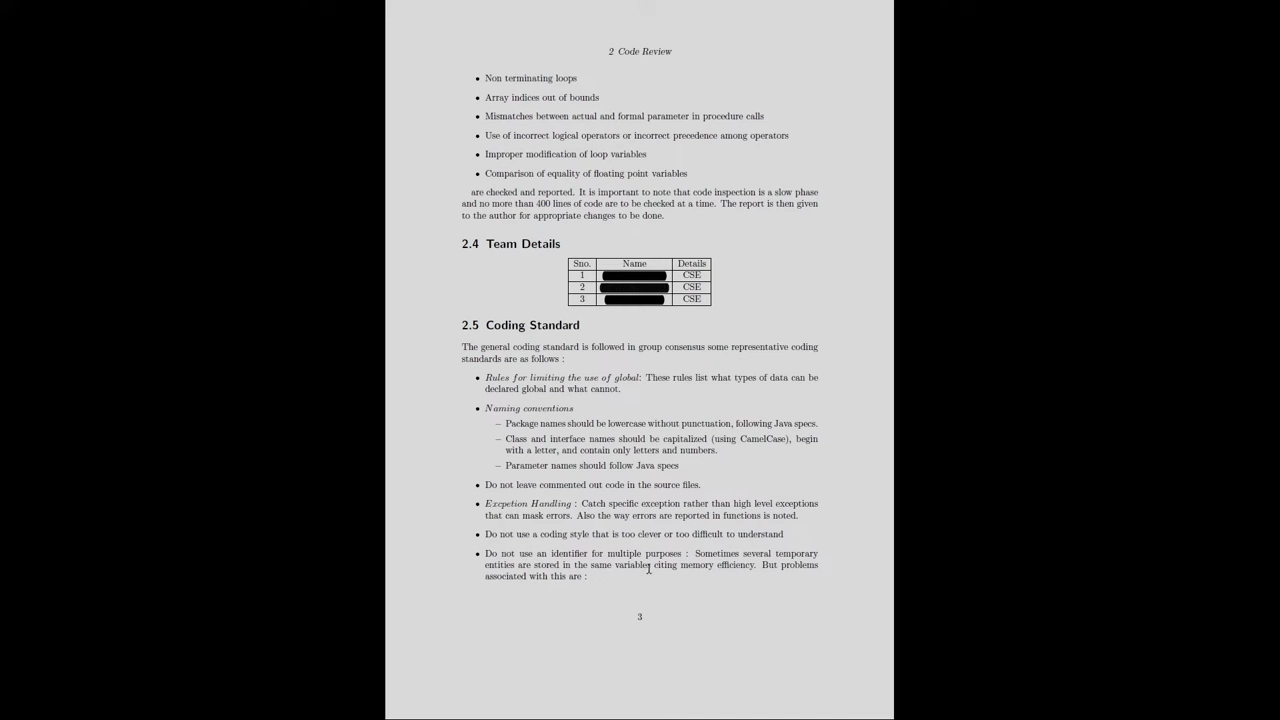 2 Code Review
• Non terminating loops
• Array indices out of bounds
• Mismatches between actual and formal parameter in procedure calls
• Use of incorrect logical operators or incorrect precedence among operators
• Improper modification of loop variables
• Comparison of equality of floating point variables
are checked and reported. It is important to note that code inspection is a slow phase
and no more than 400 lines of code are to be checked at a time. The report is then given
to the author for appropriate changes to be done.
2.4 Team Details
Sno. Name Details
1 CSE
2 CSE
3 CSE
2.5 Coding Standard
The general coding standard is followed in group consensus some representative coding
standards are as follows :
• Rules for limiting the use of global: These rules list what types of data can be
declared global and what cannot.
• Naming conventions
– Package names should be lowercase without punctuation, following Java specs.
– Class and interface names should be capitalized (using CamelCase), begin
with a letter, and contain only letters and numbers.
– Parameter names should follow Java specs
• Do not leave commented out code in the source files.
• Excpetion Handling : Catch specific exception rather than high level exceptions
that can mask errors. Also the way errors are reported in functions is noted.
• Do not use a coding style that is too clever or too difficult to understand
• Do not use an identifier for multiple purposes : Sometimes several temporary
entities are stored in the same variable citing memory efficiency. But problems
associated with this are :
3